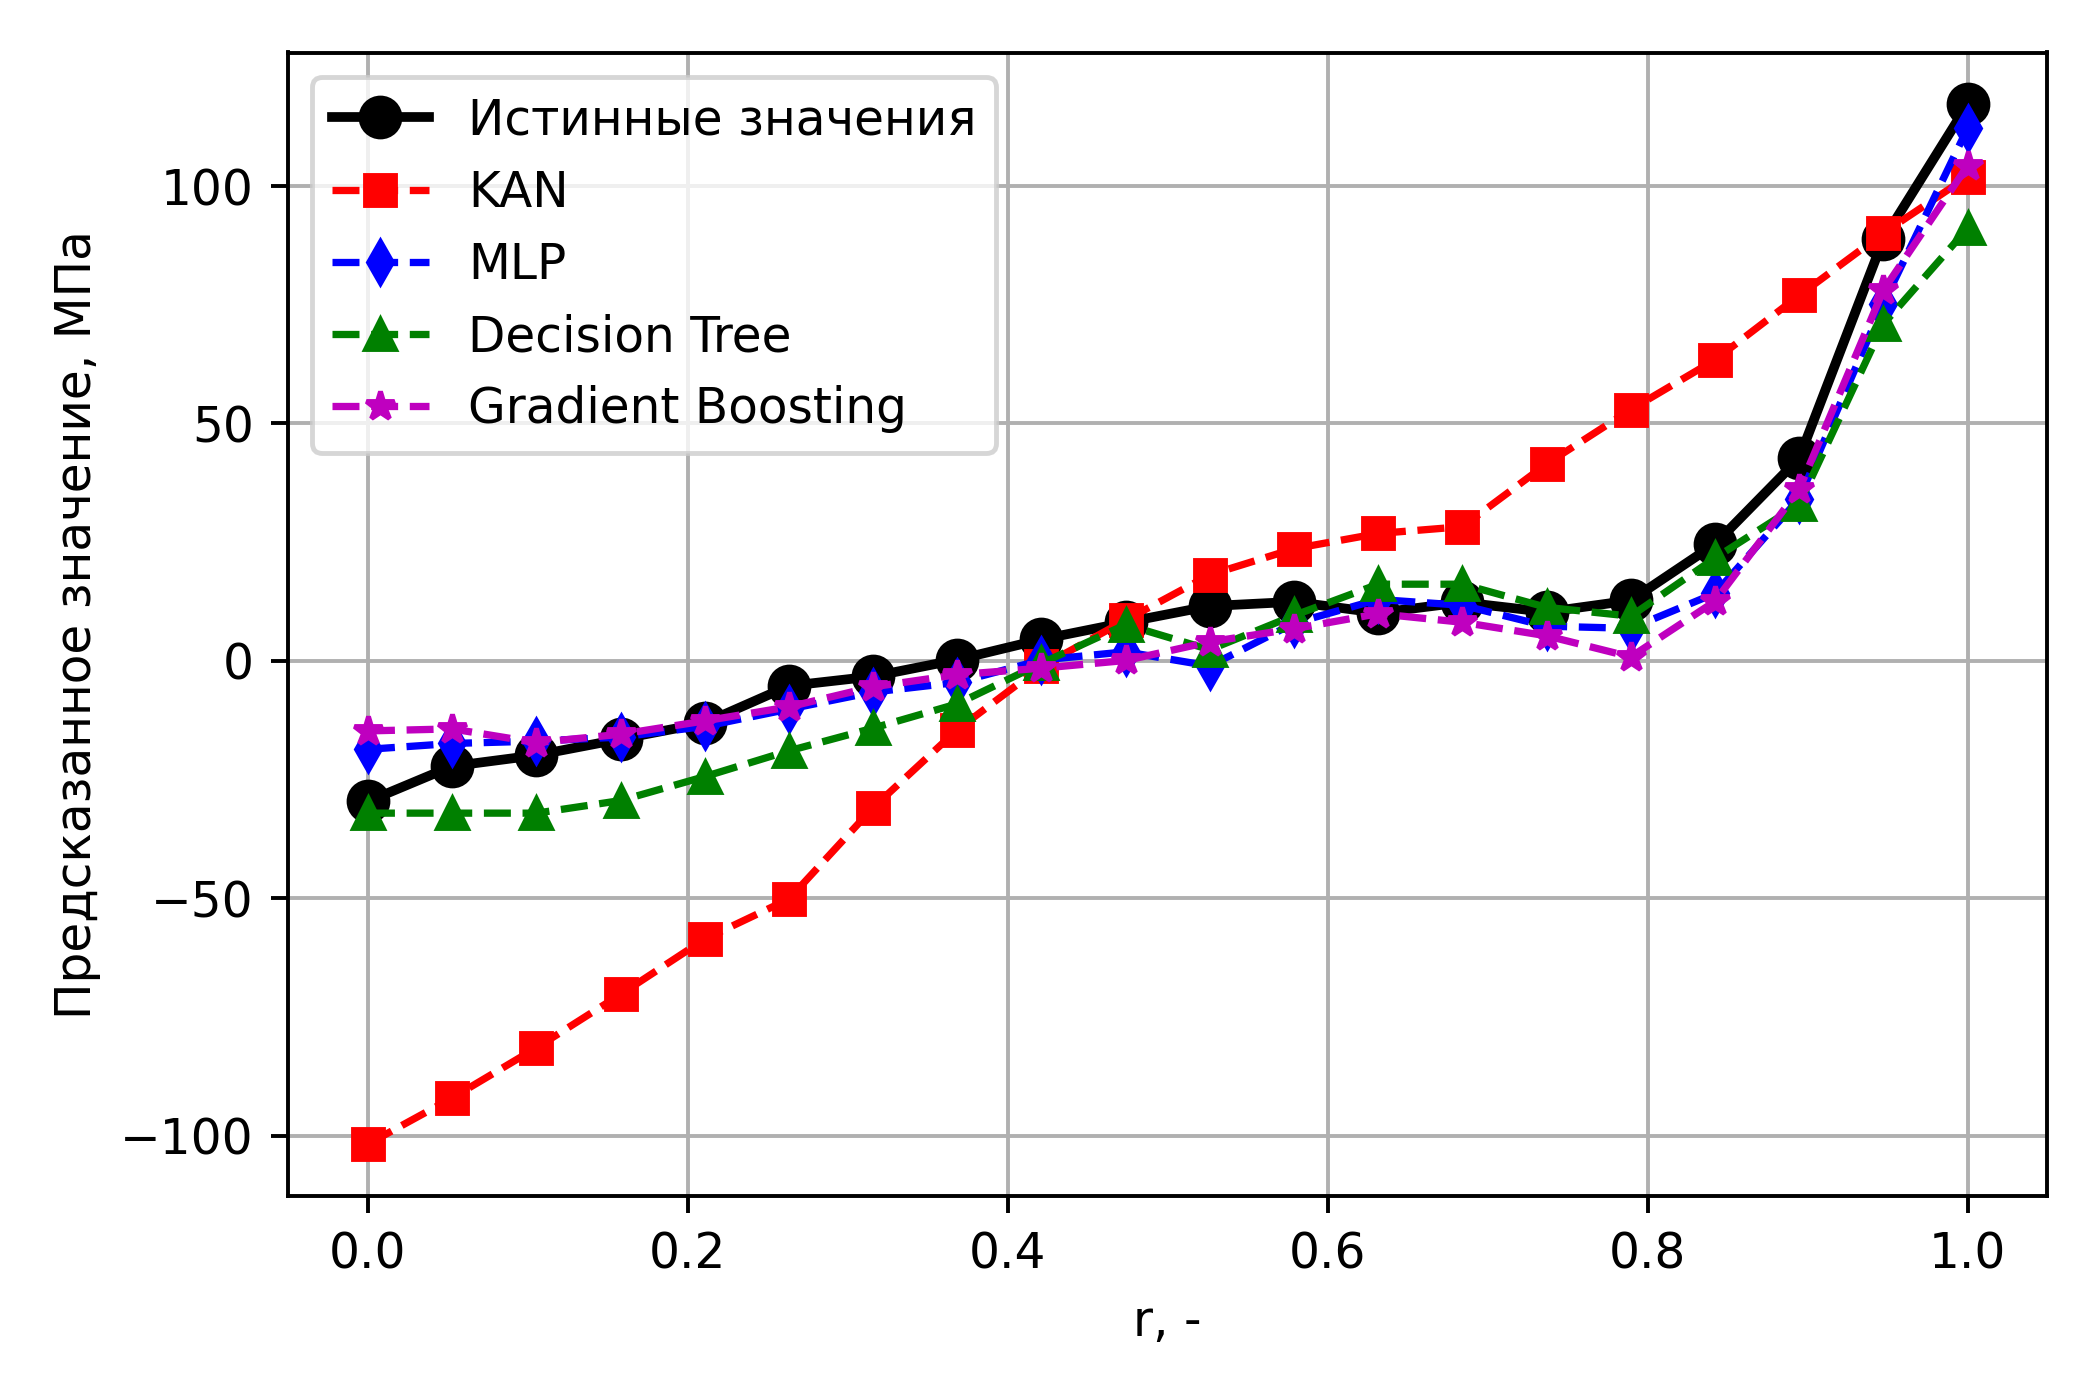 Истинные значения
KAN
MLP
Decision Tree
Gradient Boosting
Предсказанное значение, МПа
100
50
0
−50
−100
0.0 0.2 0.4 0.6 0.8 1.0
r, -